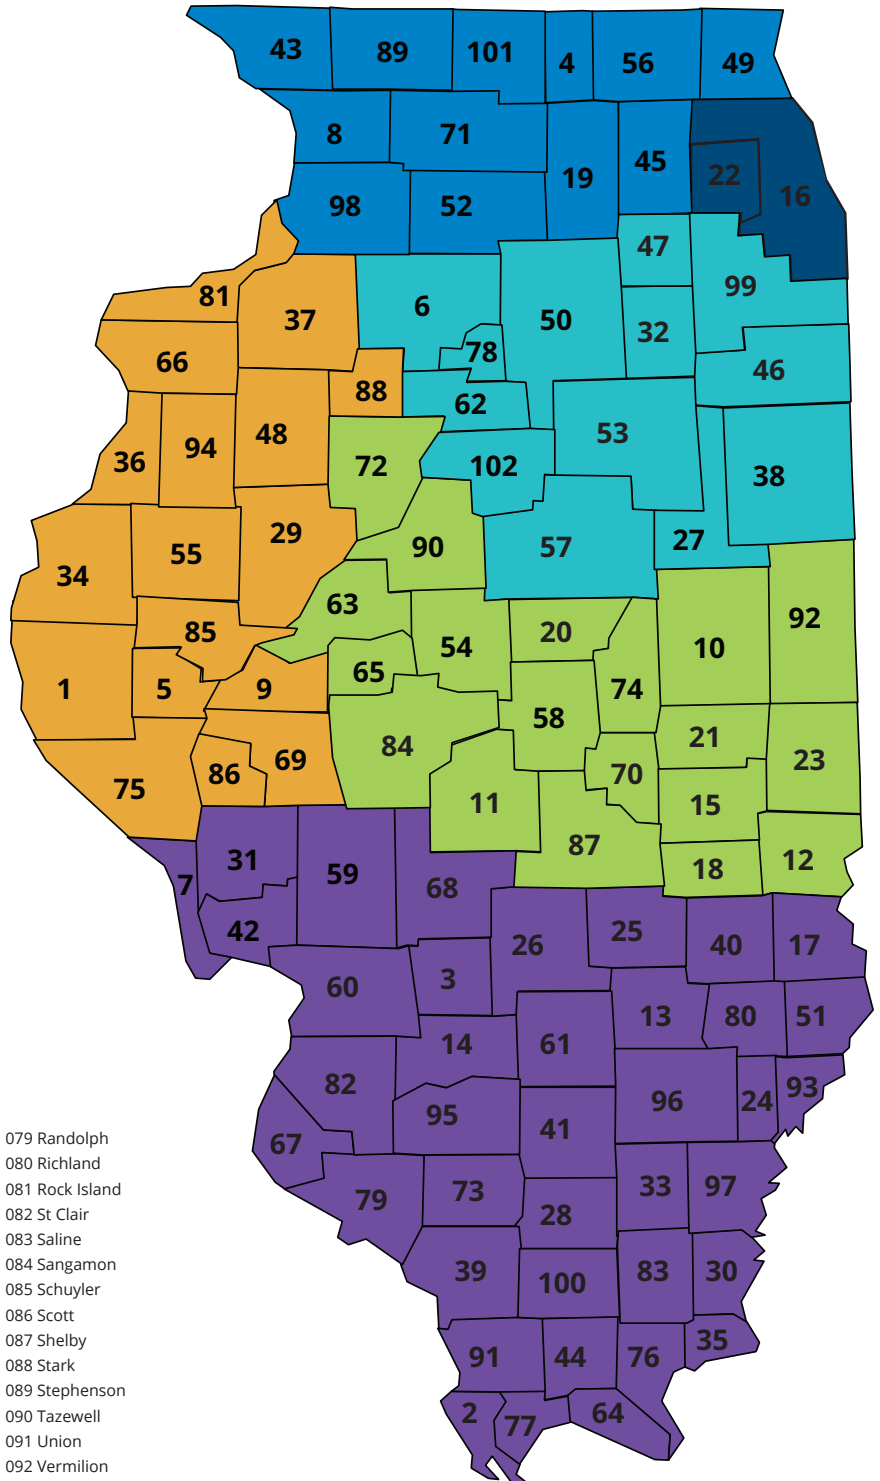 43 89 101 4 56 49
8 71 19 45 22 16
98 52 47
81 37 6 50 99
66 78 32 46
88 62
36 94 48 72 102 53 38
34 55 29 90 57 27
63 20 92
1 5 85 9 65 54 74 10
75 86 69 84 58 21 23
11 70 15
7 31 59 68 87 18 12
42 26 25 40 17
60 3 13 80 51
82 14 61 96 24 93
67 95 41
79 73 28 33 97
39 100 83 30
91 44 76 35
2 77 64
079 Randolph
080 Richland
081 Rock Island
082 St Clair
083 Saline
084 Sangamon
085 Schuyler
086 Scott
087 Shelby
088 Stark
089 Stephenson
090 Tazewell
091 Union
092 Vermilion